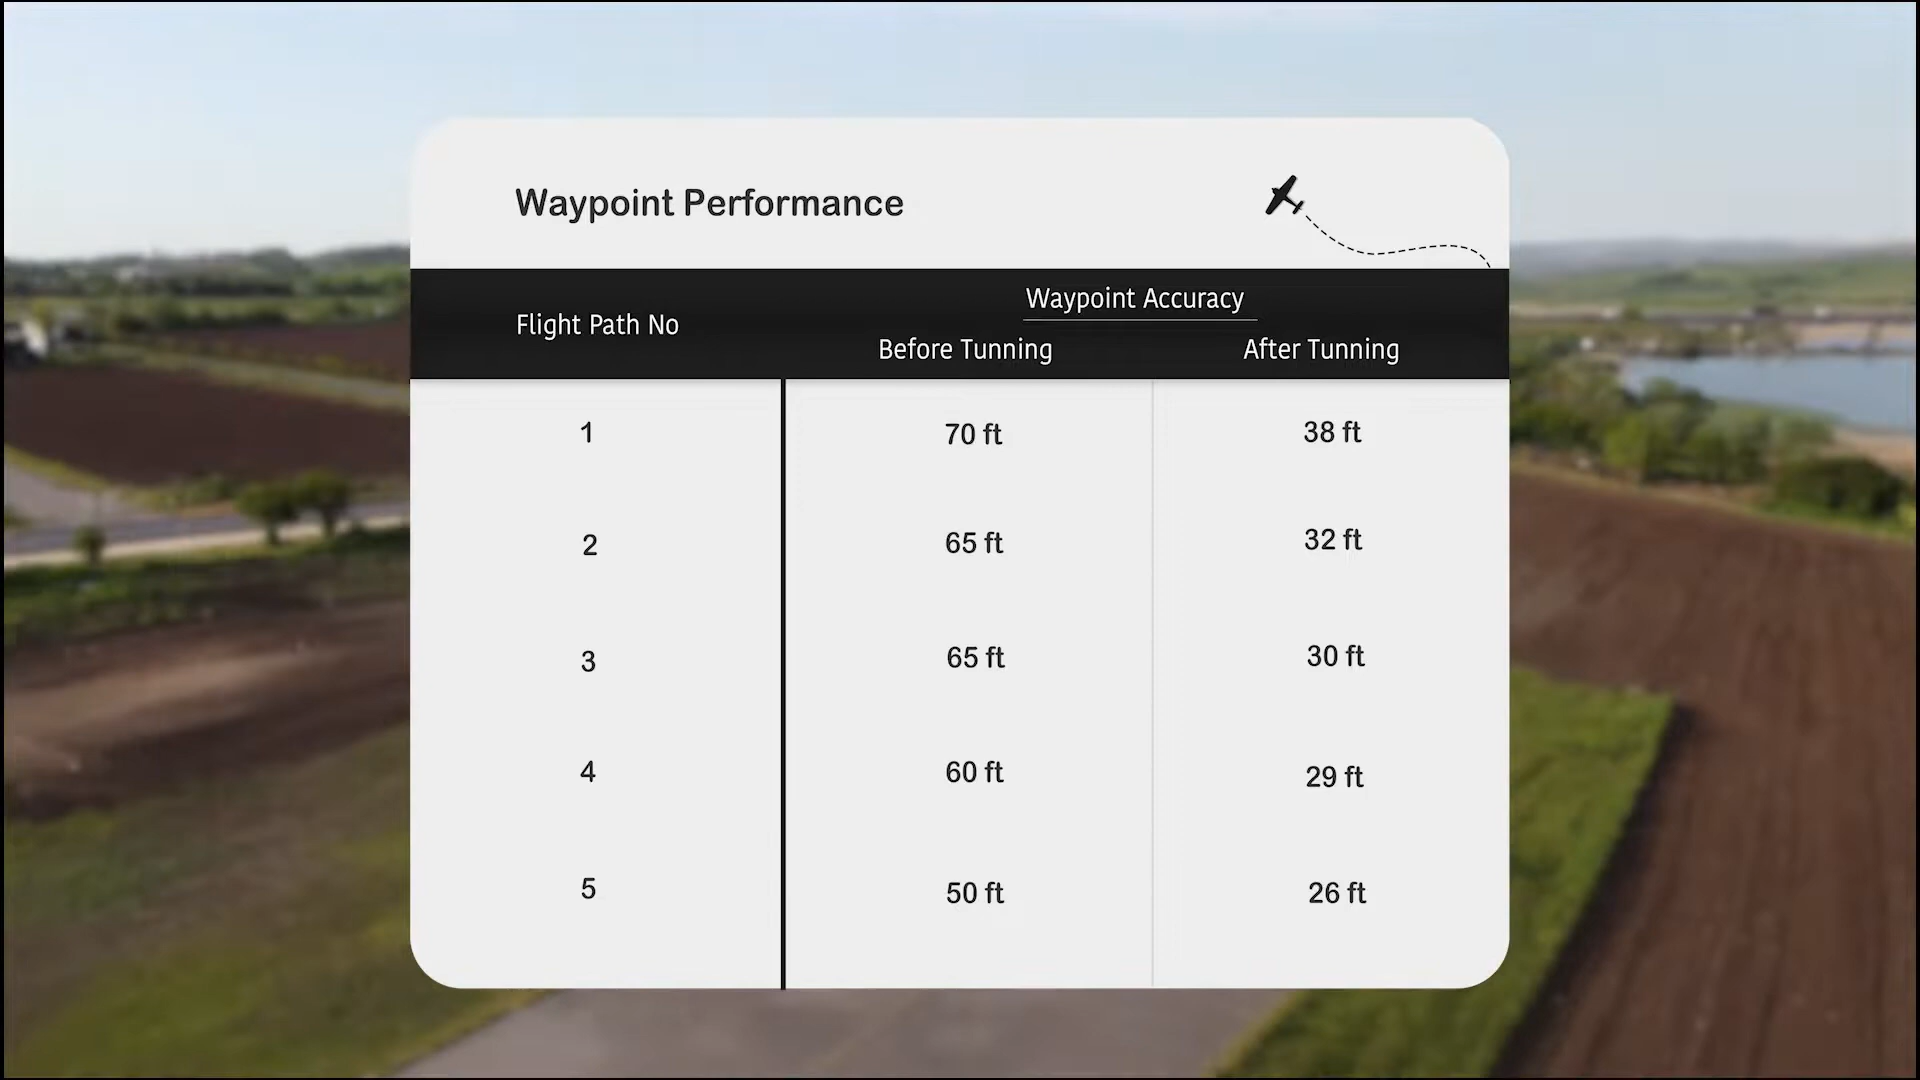 Waypoint Performance
Flight Path No
Waypoint Accuracy
Before Tunning
After Tunning
1 70 ft 38 ft
2 65 ft 32 ft
3 65 ft 30 ft
4 60 ft 29 ft
5 50 ft 26 ft